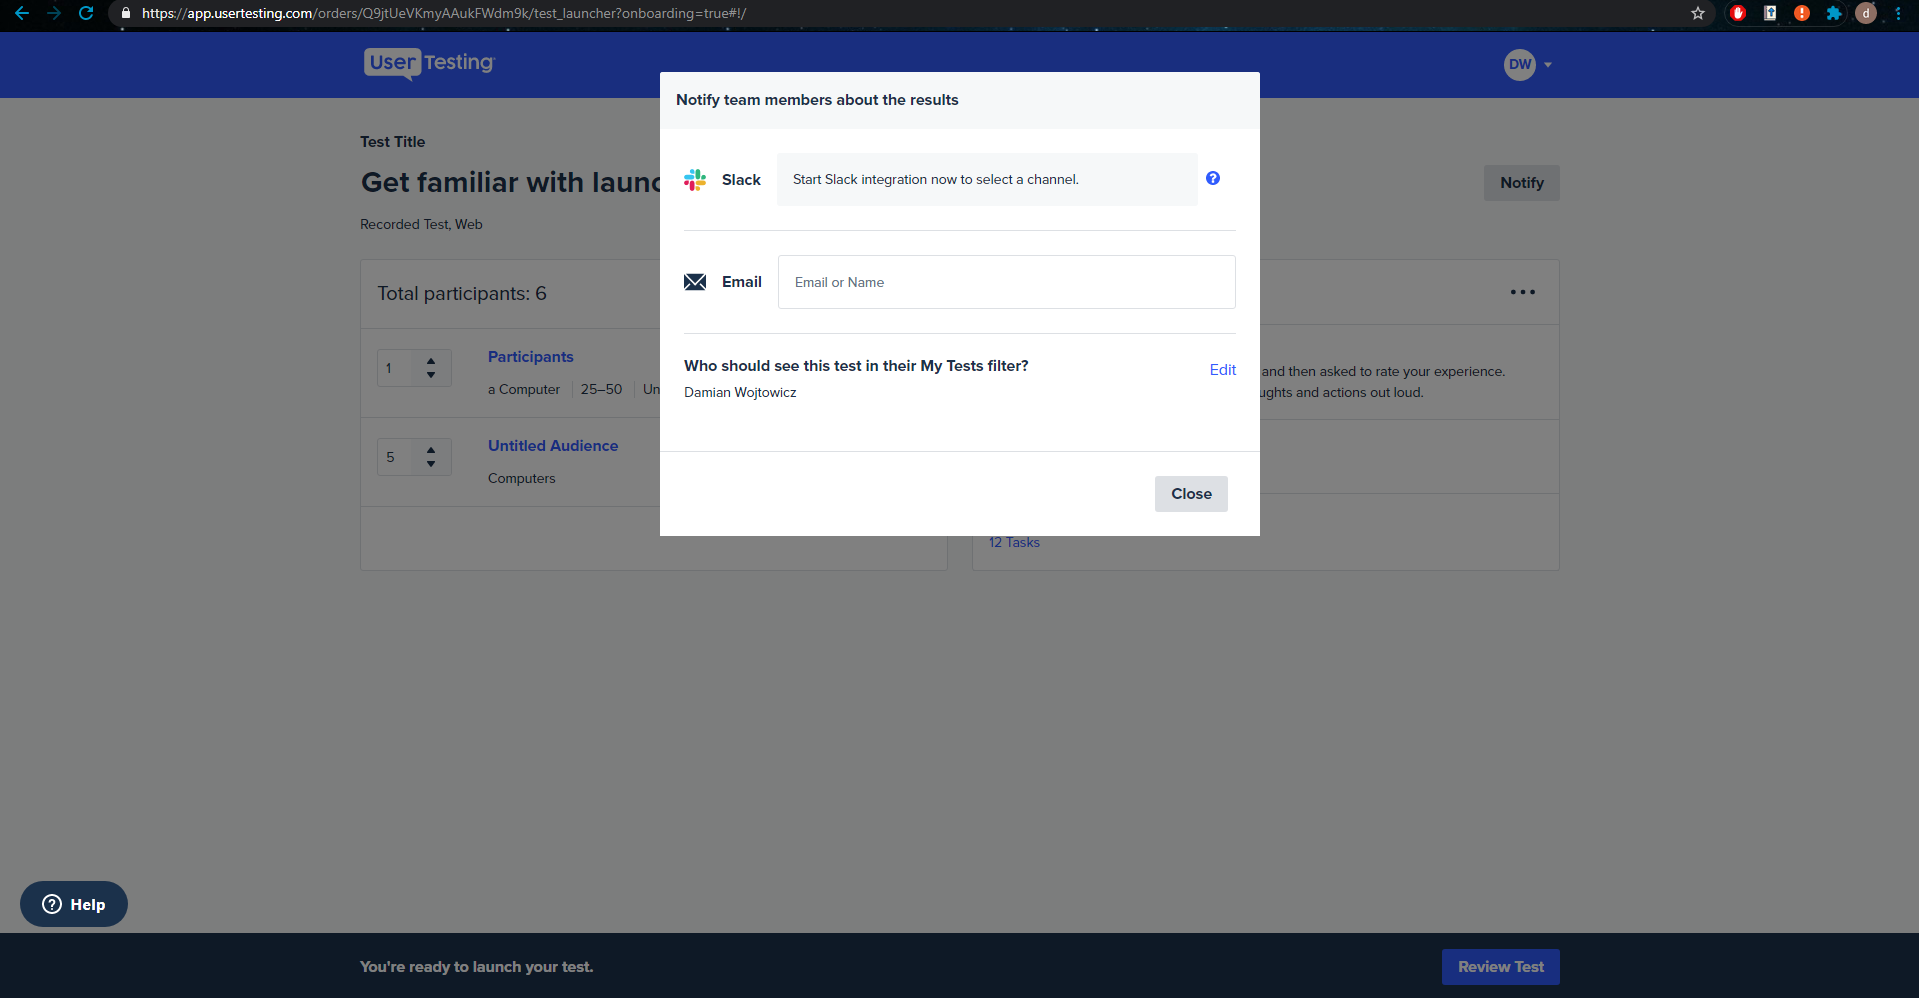 https://app.usertesting.com/orders/Q9jtUeVKmyAAukFWdm9k/test_launcher?onboarding=true#!/
d
User Testing
DW
Notify team members about the results
Test Title
Get familiar with launc
Slack
Start Slack integration now to select a channel.
Notify
Recorded Test, Web
Email
Email or Name
Total participants: 6
1
Participants
a Computer
25–50
Un
Who should see this test in their My Tests filter?
Edit
Damian Wojtowicz
and then asked to rate your experience.
ughts and actions out loud.
5
Untitled Audience
Computers
Close
12 Tasks
Help
You're ready to launch your test.
Review Test